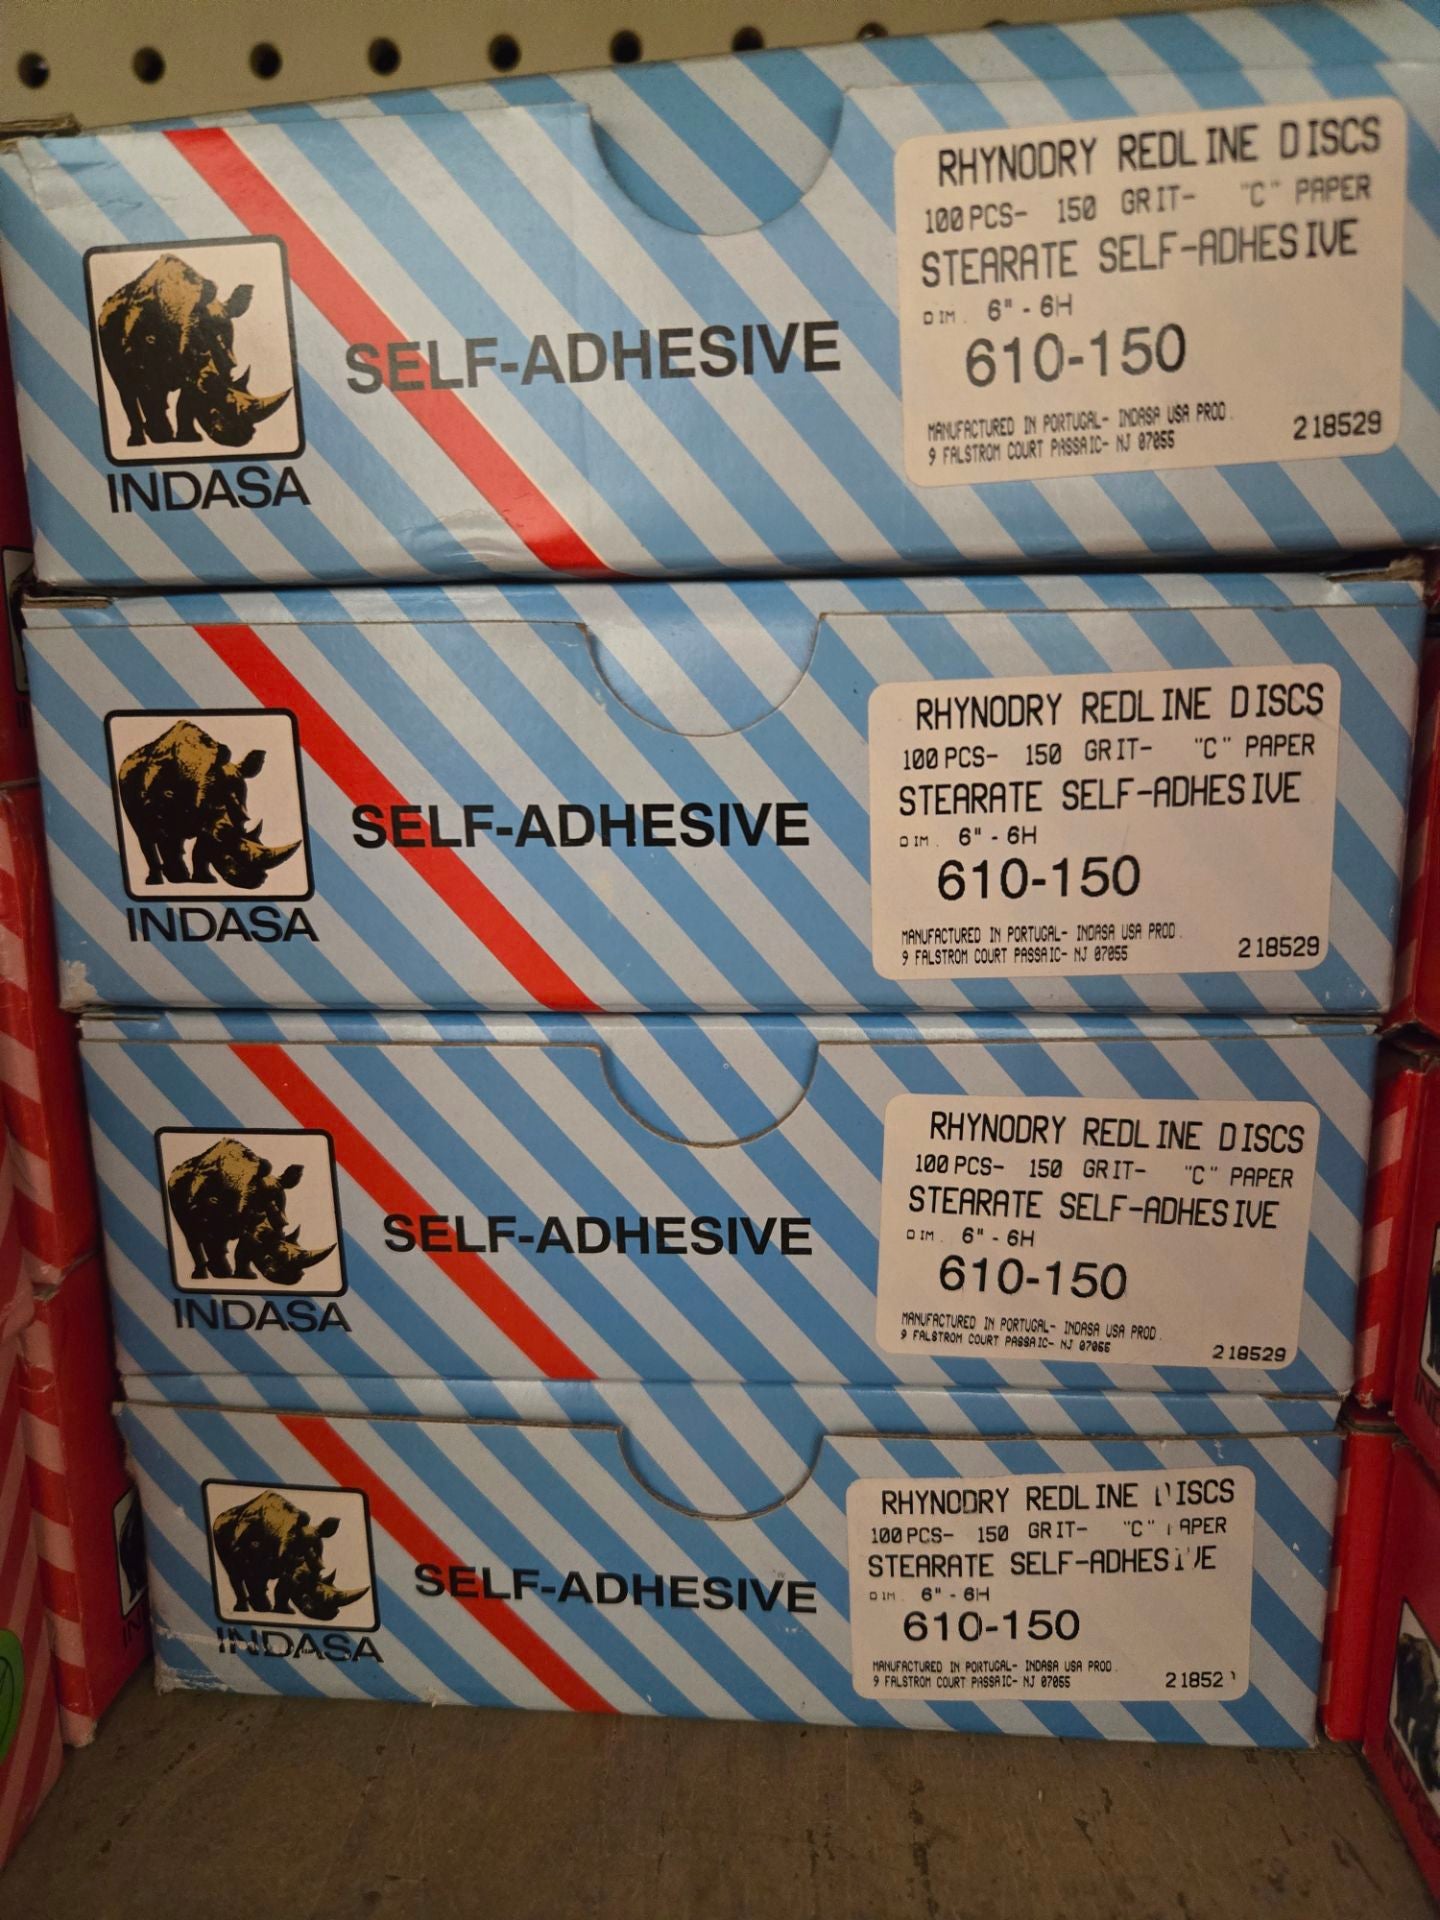 RHYNODRY REDLINE DISCS
100 PCS- 150 GRIT- "C" PAPER
STEARATE SELF-ADHESIVE
DIM. 6" - 6H
610-150
MANUFACTURED IN PORTUGAL- INDASA USA PROD.
9 FALSTROM COURT PASSAIC- NJ 07055
218529
SELF-ADHESIVE
INDASA
RHYNODRY REDLINE DISCS
100 PCS- 150 GRIT- "C" PAPER
STEARATE SELF-ADHESIVE
DIM. 6" - 6H
610-150
MANUFACTURED IN PORTUGAL- INDASA USA PROD.
9 FALSTROM COURT PASSAIC- NJ 07055
218529
SELF-ADHESIVE
INDASA
RHYNODRY REDLINE DISCS
100 PCS- 150 GRIT- "C" PAPER
STEARATE SELF-ADHESIVE
DIM. 6" - 6H
610-150
MANUFACTURED IN PORTUGAL- INDASA USA PROD.
9 FALSTROM COURT PASSAIC- NJ 07055
218529
SELF-ADHESIVE
INDASA
RHYNODRY REDLINE DISCS
100 PCS- 150 GRIT- "C" PAPER
STEARATE SELF-ADHESIVE
DIM. 6" - 6H
610-150
MANUFACTURED IN PORTUGAL- INDASA USA PROD.
9 FALSTROM COURT PASSAIC- NJ 07055
21852
SELF-ADHESIVE
INDASA